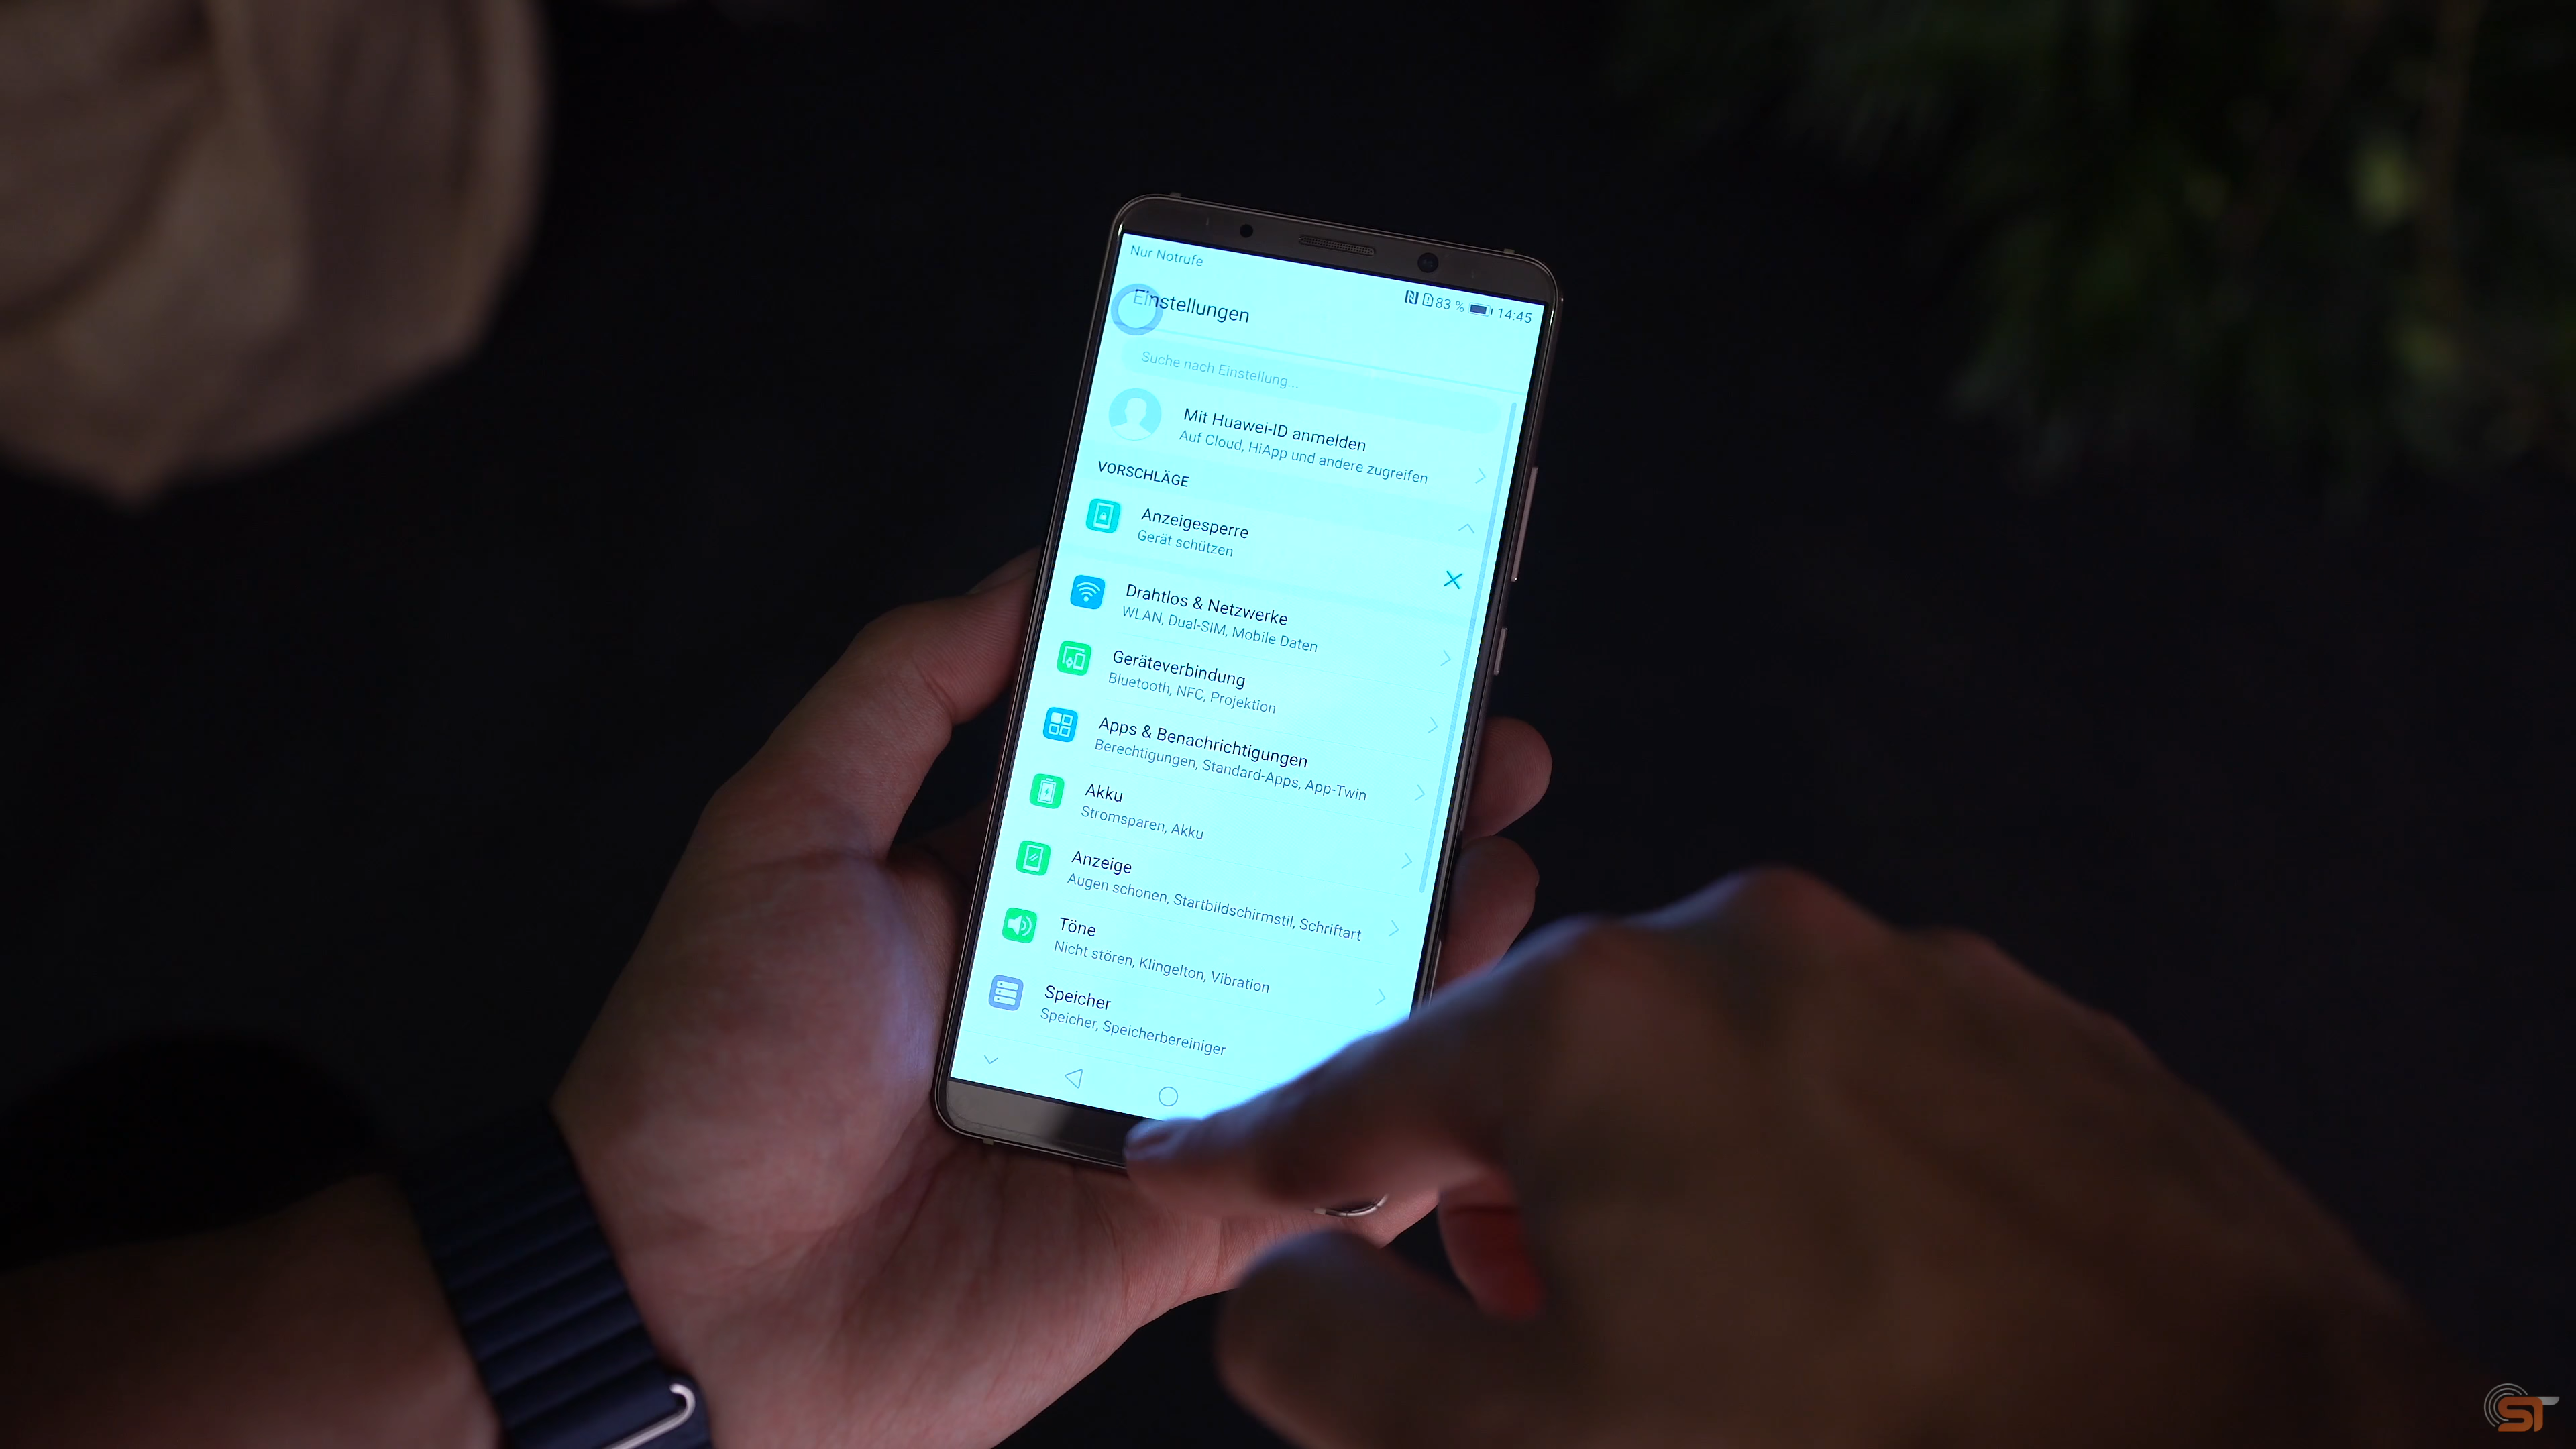 Nur Notrufe
83 % 14:45
Einstellungen
Suche nach Einstellung...
Mit Huawei-ID anmelden
Auf Cloud, HiApp und andere zugreifen
VORSCHLÄGE
Anzeigesperre
Gerät schützen
Drahtlos & Netzwerke
WLAN, Dual-SIM, Mobile Daten
Geräteverbindung
Bluetooth, NFC, Projektion
Apps & Benachrichtigungen
Berechtigungen, Standard-Apps, App-Twin
Akku
Stromsparen, Akku
Anzeige
Augen schonen, Startbildschirmstil, Schriftart
Töne
Nicht stören, Klingelton, Vibration
Speicher
Speicher, Speicherbereiniger
ST